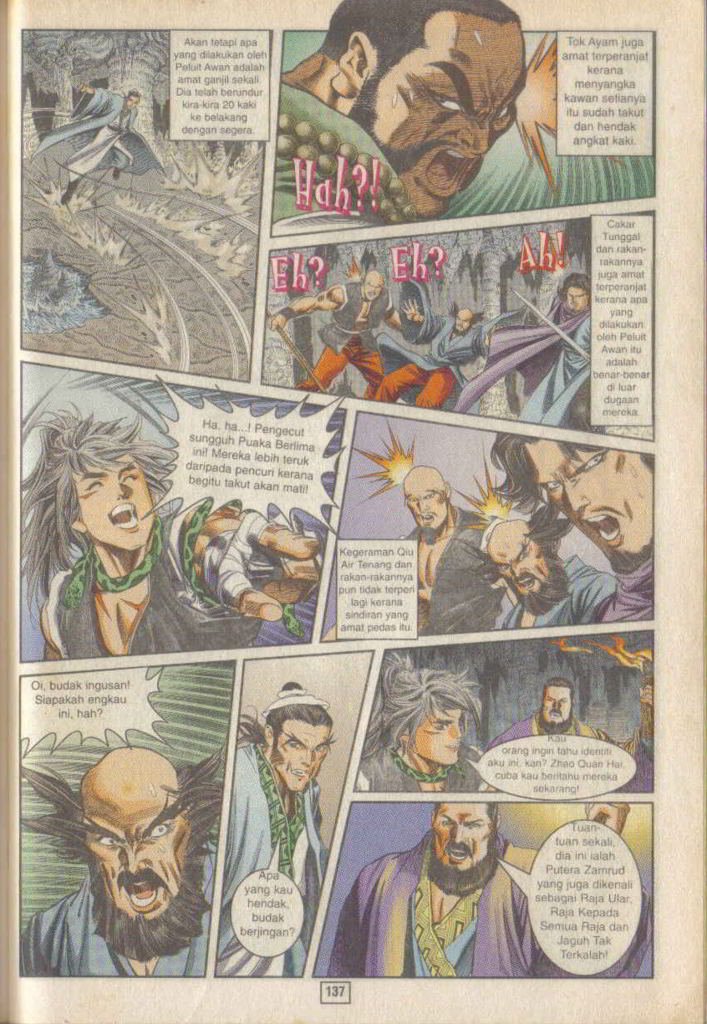 Akan tetapi apa
yang dilakukan oleh
Peluit Awan adalah
amat ganjil sekali.
Dia telah berundur
kira-kira 20 kaki
ke belakang
dengan segera.
Tok Ayam juga
amat terperanjat
kerana
menyangka
kawan setianya
itu sudah takut
dan hendak
angkat kaki.
Hah?!
Eh?
Eh?
Ah!
Cakar
Tunggal
dan rakan-
rakannya
juga amat
terperanjat
kerana apa
yang
dilakukan
oleh Peluit
Awan itu
adalah
benar-benar
di luar
dugaan
mereka.
Ha, ha...! Pengecut
sungguh Puaka Berlima
ini! Mereka lebih teruk
daripada pencuri kerana
begitu takut akan mati!
Kegeraman Qiu
Air Tenang dan
rakan-rakannya
pun tidak terperi
lagi kerana
sindiran yang
amat pedas itu.
Oi, budak ingusan!
Siapakah engkau
ini, hah?
Apa
yang kau
hendak,
budak
berjingan?
Kau
orang ingin tahu identiti
aku ini, kan? Zhao Quan Hai,
cuba kau beritahu mereka
sekarang!
Tuan-
tuan sekali,
dia ini ialah
Putera Zamrud
yang juga dikenali
sebagai Raja Ular,
Raja Kepada
Semua Raja dan
Jaguh Tak
Terkalah!
137